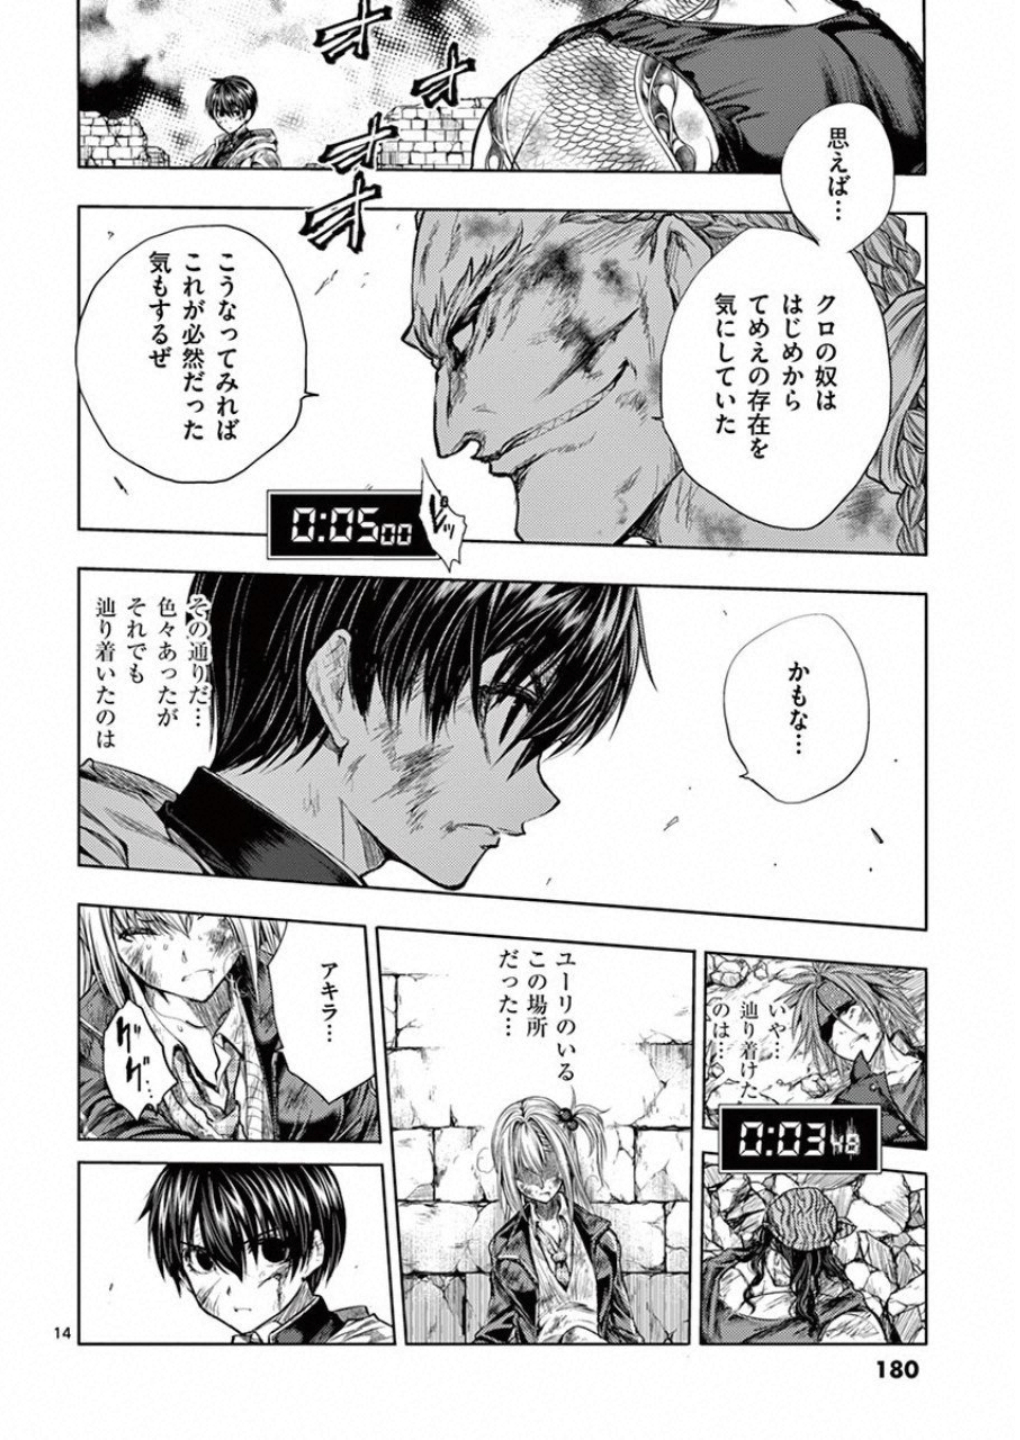 オオオオ
思えば…
クロの奴は
はじめから
てめえの存在を
気にしていた
こうなってみれば
これが必然だった
気もするぜ
0:05 00
かもな…
その通りだ…
色々あったが
それでも
辿り着いたのは
いや…
辿り着けた
のは…
0:03
ユーリのいる
この場所
だった…
アキラ…
グッ
グッ…
14
180